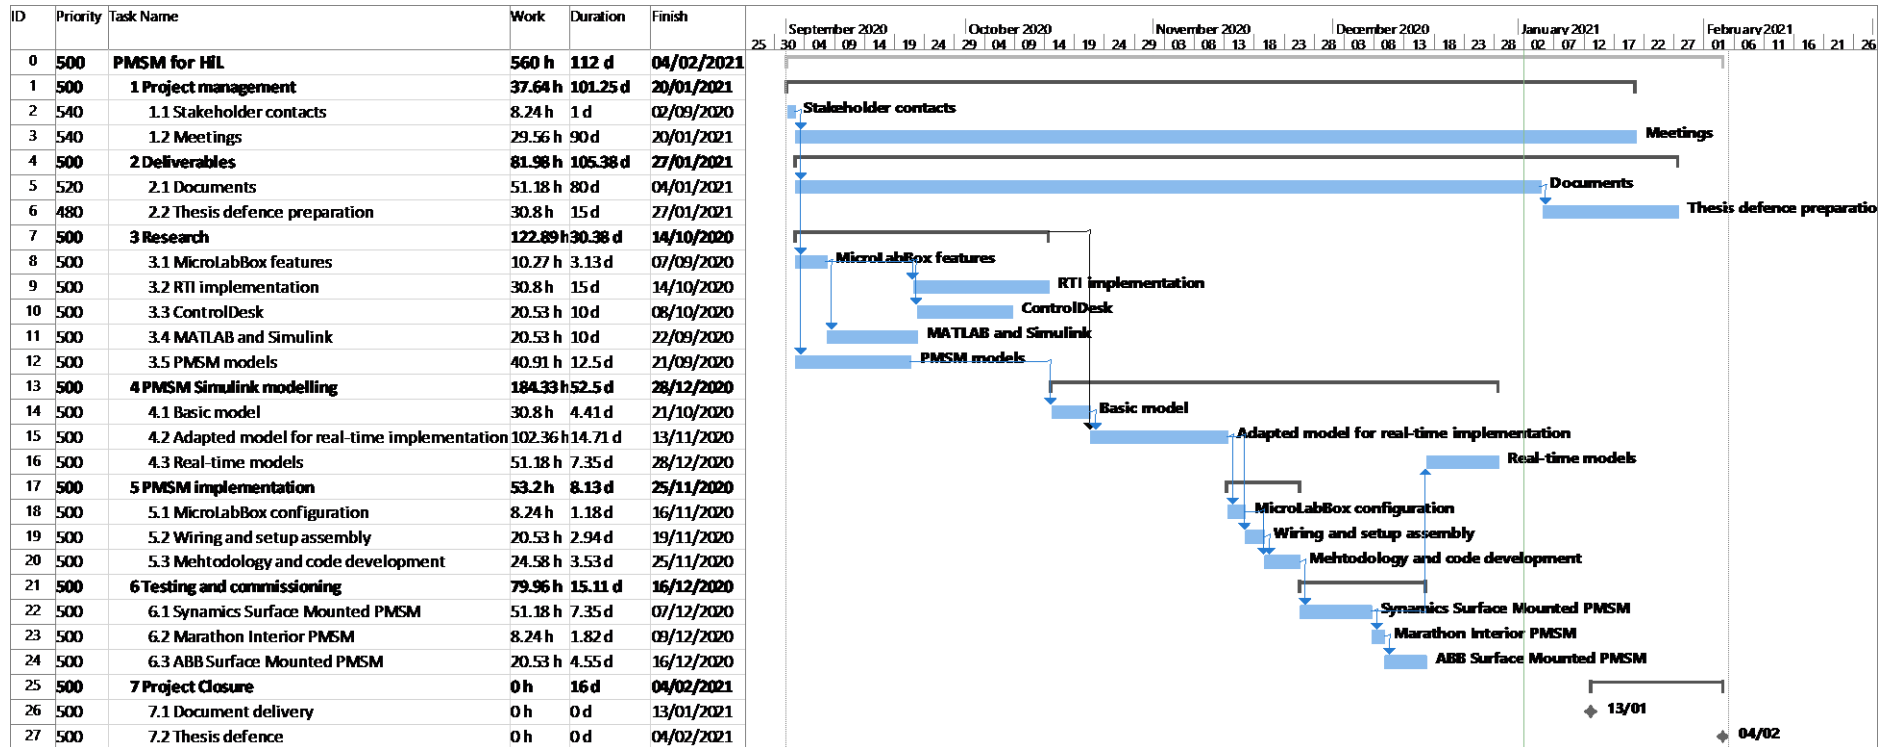 ID Priority Task Name Work Duration Finish
September 2020 October 2020 November 2020 December 2020 January 2021 February 2021
25 30 04 09 14 19 24 29 04 09 14 19 24 29 03 08 13 18 23 28 03 08 13 18 23 28 02 07 12 17 22 27 01 06 11 16 21 26
0 500 PMSM for HiL 560 h 112 d 04/02/2021
1 500 1 Project management 37.64 h 101.25 d 20/01/2021
2 540 1.1 Stakeholder contacts 8.24 h 1 d 02/09/2020 Stakeholder contacts
3 540 1.2 Meetings 29.56 h 90 d 20/01/2021 Meetings
4 500 2 Deliverables 81.98 h 105.38 d 27/01/2021
5 520 2.1 Documents 51.18 h 80 d 04/01/2021 Documents
6 480 2.2 Thesis defence preparation 30.8 h 15 d 27/01/2021 Thesis defence preparatio
7 500 3 Research 122.89 h 30.38 d 14/10/2020
8 500 3.1 MicroLabBox features 10.27 h 3.13 d 07/09/2020 MicroLabBox features
9 500 3.2 RTI implementation 30.8 h 15 d 14/10/2020 RTI implementation
10 500 3.3 ControlDesk 20.53 h 10 d 08/10/2020 ControlDesk
11 500 3.4 MATLAB and Simulink 20.53 h 10 d 22/09/2020 MATLAB and Simulink
12 500 3.5 PMSM models 40.91 h 12.5 d 21/09/2020 PMSM models
13 500 4 PMSM Simulink modelling 184.33 h 52.5 d 28/12/2020
14 500 4.1 Basic model 30.8 h 4.41 d 21/10/2020 Basic model
15 500 4.2 Adapted model for real-time implementation 102.36 h 14.71 d 13/11/2020 Adapted model for real-time implementation
16 500 4.3 Real-time models 51.18 h 7.35 d 28/12/2020 Real-time models
17 500 5 PMSM implementation 53.2 h 8.13 d 25/11/2020
18 500 5.1 MicroLabBox configuration 8.24 h 1.18 d 16/11/2020 MicroLabBox configuration
19 500 5.2 Wiring and setup assembly 20.53 h 2.94 d 19/11/2020 Wiring and setup assembly
20 500 5.3 Mehtodology and code development 24.58 h 3.53 d 25/11/2020 Mehtodology and code development
21 500 6 Testing and commissioning 79.96 h 15.11 d 16/12/2020
22 500 6.1 Synamics Surface Mounted PMSM 51.18 h 7.35 d 07/12/2020 Synamics Surface Mounted PMSM
23 500 6.2 Marathon Interior PMSM 8.24 h 1.82 d 09/12/2020 Marathon Interior PMSM
24 500 6.3 ABB Surface Mounted PMSM 20.53 h 4.55 d 16/12/2020 ABB Surface Mounted PMSM
25 500 7 Project Closure 0 h 16 d 04/02/2021
26 500 7.1 Document delivery 0 h 0 d 13/01/2021 13/01
27 500 7.2 Thesis defence 0 h 0 d 04/02/2021 04/02